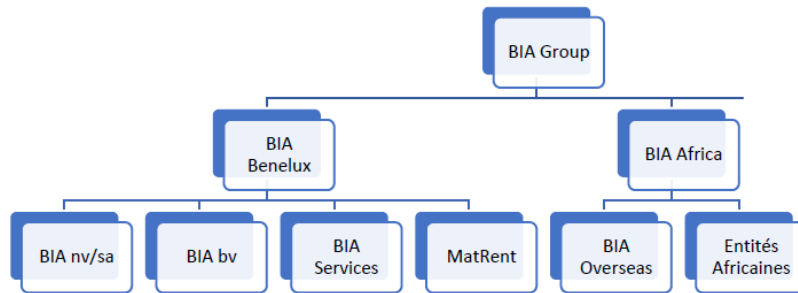 BIA Group
BIA
Benelux
BIA Africa
BIA nv/sa
BIA bv
BIA
Services
MatRent
BIA
Overseas
Entités
Africaines